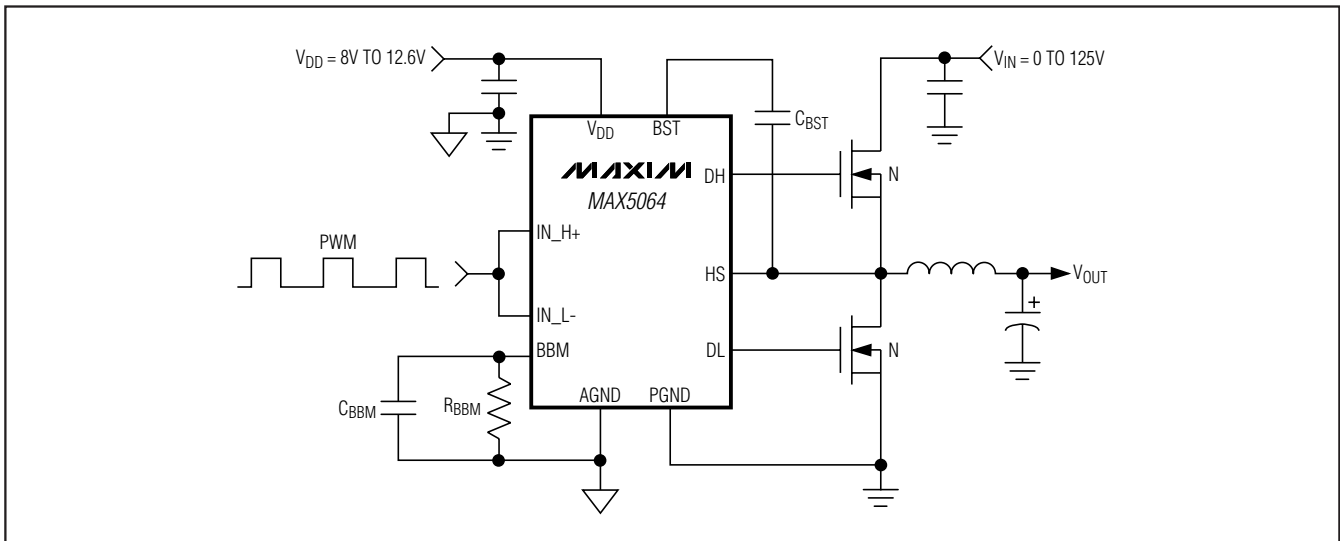 V_DD = 8V TO 12.6V
V_IN = 0 TO 125V
C_BST
V_DD BST
MAXIM
MAX5064
DH
N
PWM
IN_H+
HS
V_OUT
+
IN_L-
BBM
DL
N
C_BBM
R_BBM
AGND PGND